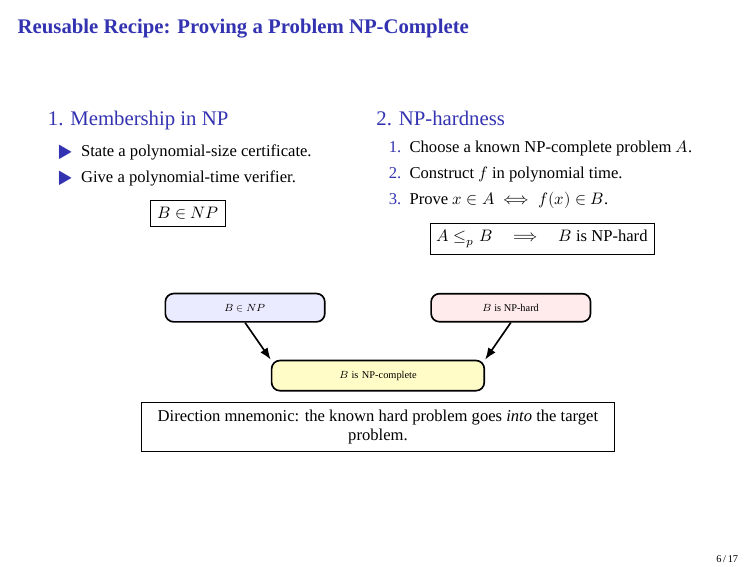 Reusable Recipe: Proving a Problem NP-Complete
1. Membership in NP
▶ State a polynomial-size certificate.
▶ Give a polynomial-time verifier.
B ∈ NP
2. NP-hardness
1. Choose a known NP-complete problem A.
2. Construct f in polynomial time.
3. Prove x ∈ A ⟺ f(x) ∈ B.
A ≤p B ⟹ B is NP-hard
B ∈ NP
B is NP-hard
B is NP-complete
Direction mnemonic: the known hard problem goes into the target
problem.
6 / 17